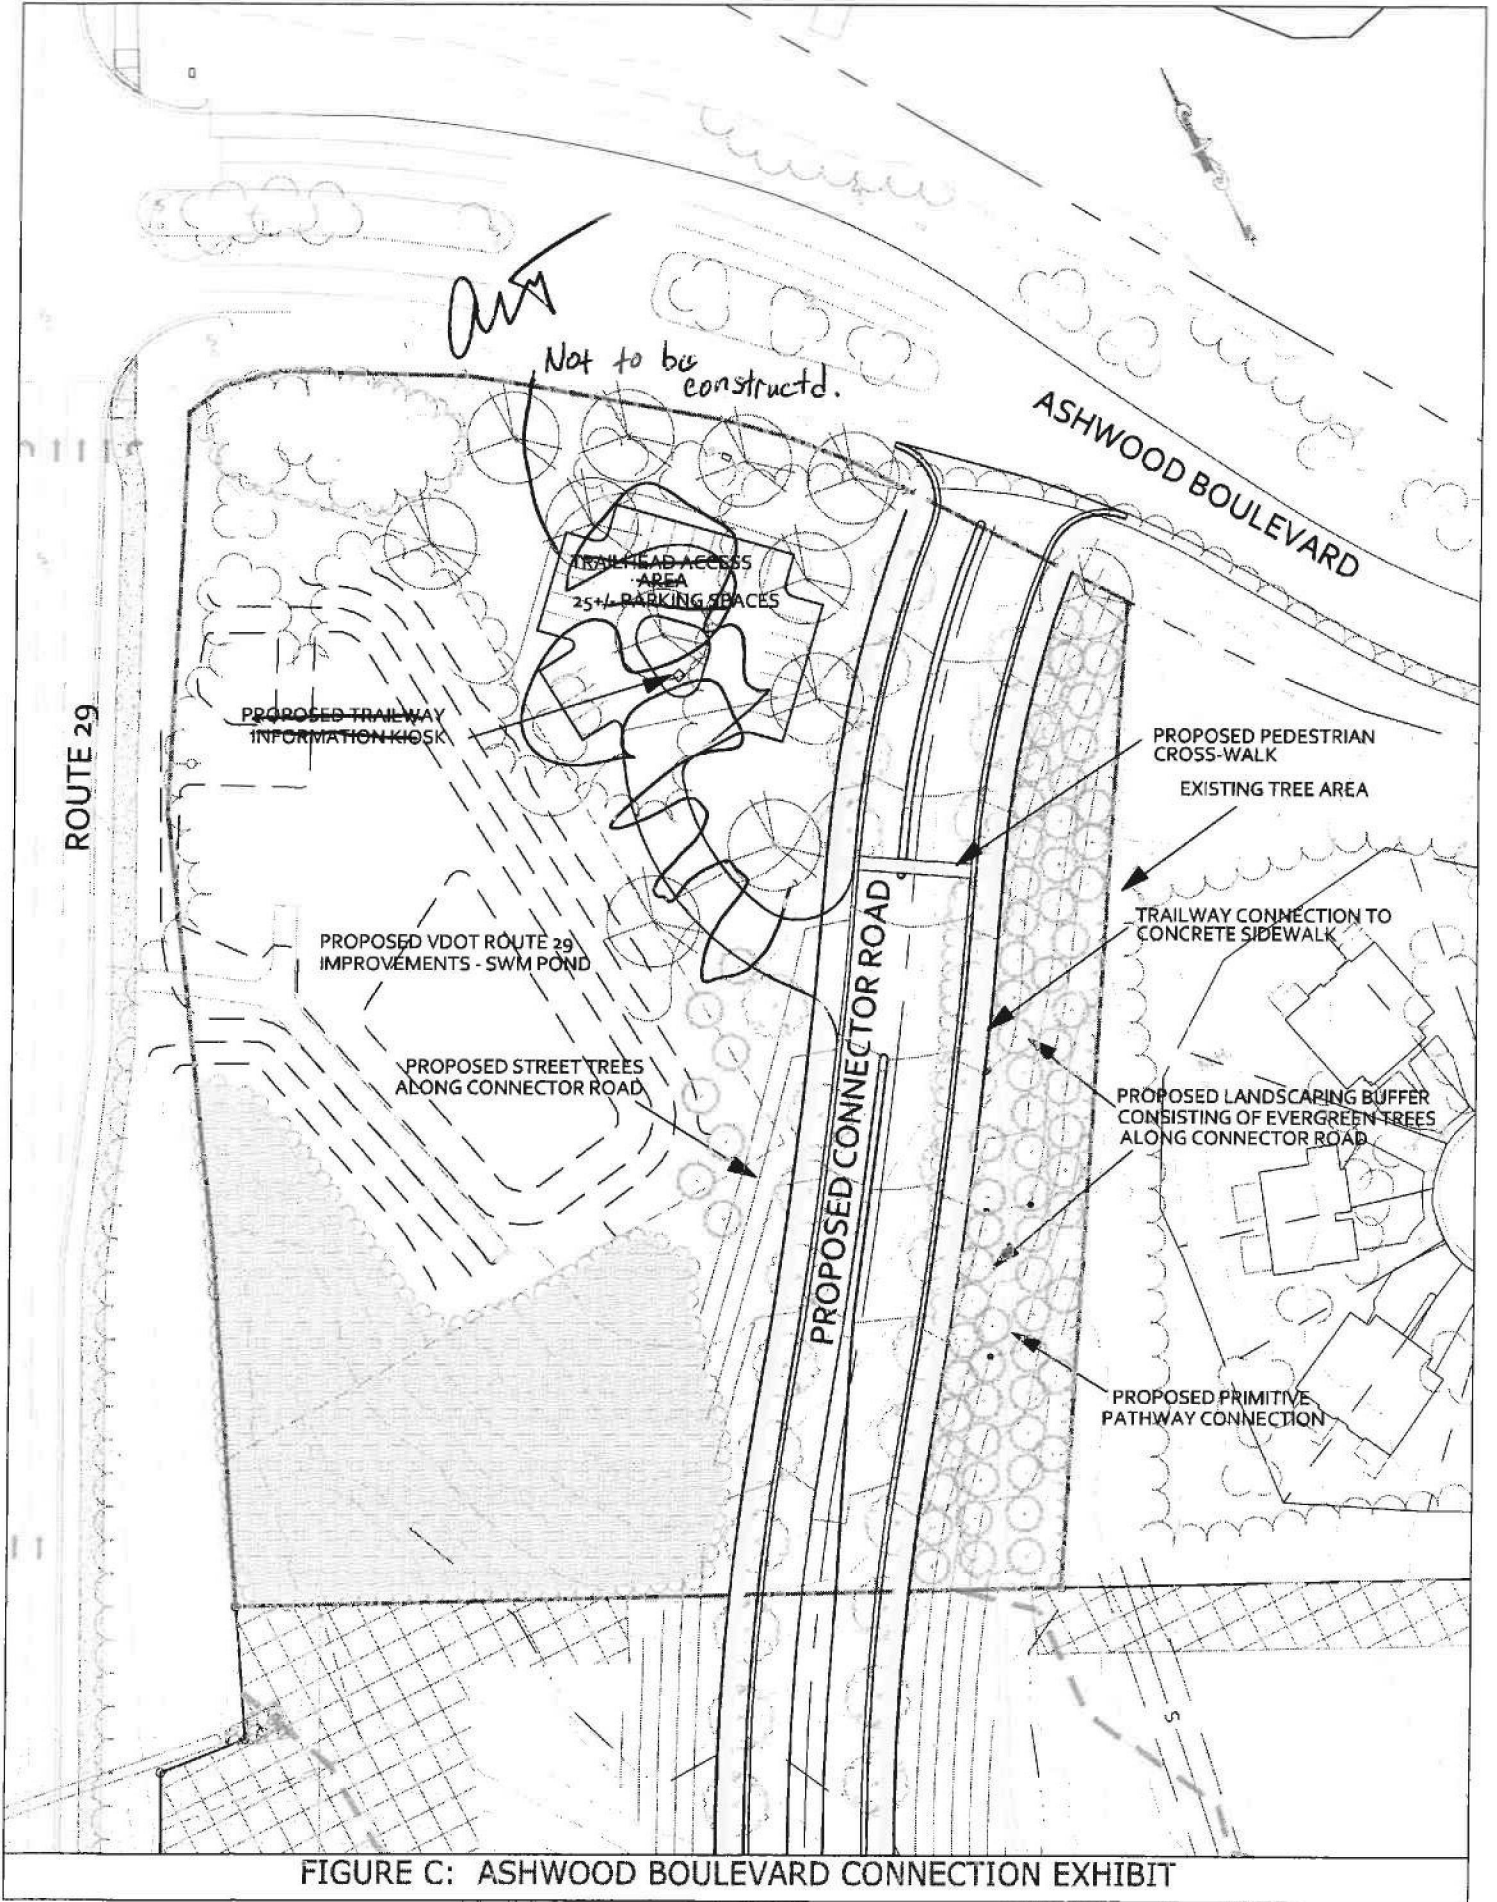 Not to be
constructd.
ASHWOOD BOULEVARD
TRAILHEAD ACCESS
AREA
25+/- PARKING SPACES
PROPOSED TRAILWAY
INFORMATION KIOSK
ROUTE 29
PROPOSED PEDESTRIAN
CROSS-WALK
EXISTING TREE AREA
TRAILWAY CONNECTION TO
CONCRETE SIDEWALK
PROPOSED VDOT ROUTE 29
IMPROVEMENTS - SWM POND
PROPOSED CONNECTOR ROAD
PROPOSED STREET TREES
ALONG CONNECTOR ROAD
PROPOSED LANDSCAPING BUFFER
CONSISTING OF EVERGREEN TREES
ALONG CONNECTOR ROAD
PROPOSED PRIMITIVE
PATHWAY CONNECTION
S
FIGURE C: ASHWOOD BOULEVARD CONNECTION EXHIBIT